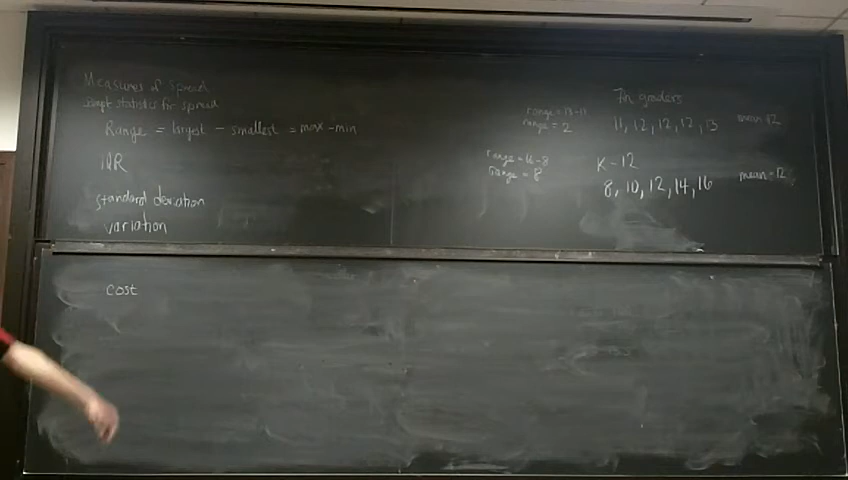 Measures of Spread
sample statistics for spread
Range = largest - smallest = max - min
IQR
standard deviation
variation
7th graders
range = 13-11
range = 2
11, 12, 12, 12, 13
mean = 12
K-12
range = 16-8
range = 8
8, 10, 12, 14, 16
mean = 12
cost